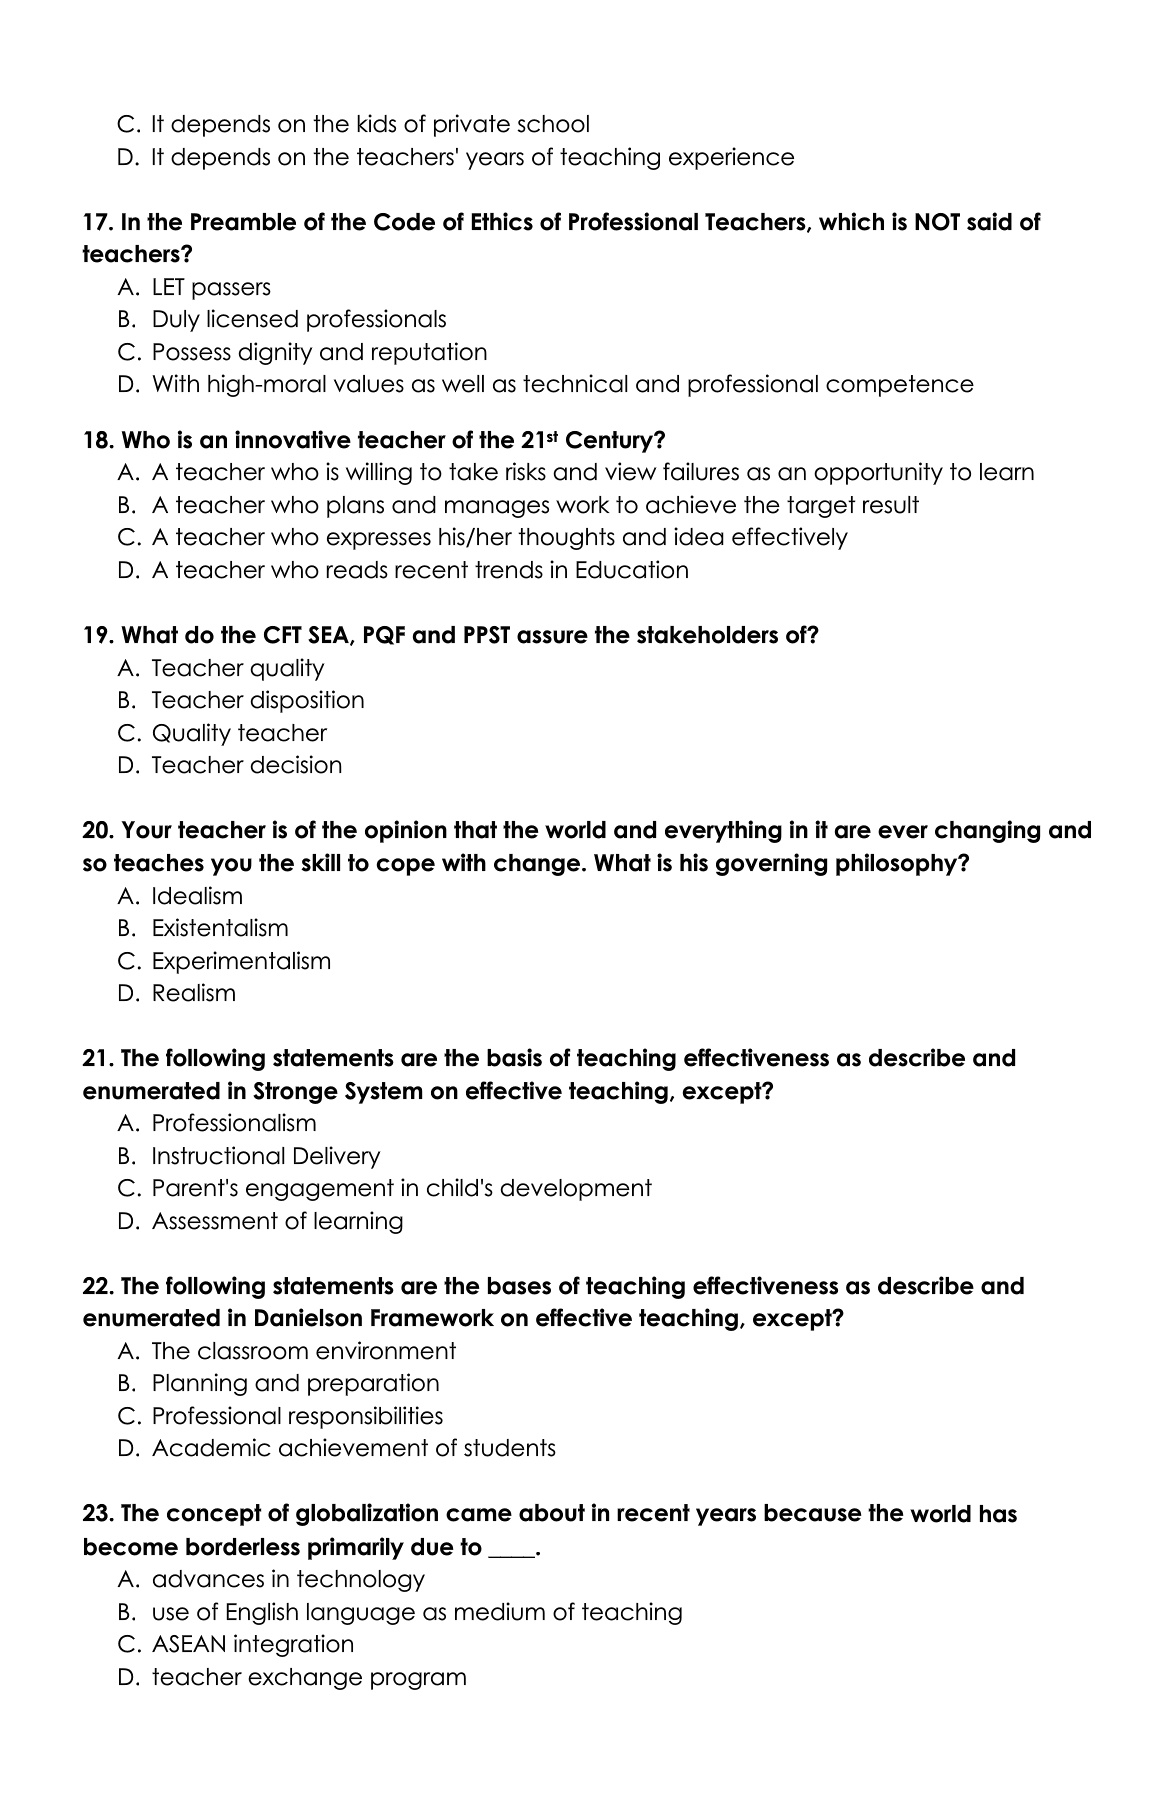 C. It depends on the kids of private school
D. It depends on the teachers' years of teaching experience
17. In the Preamble of the Code of Ethics of Professional Teachers, which is NOT said of
teachers?
A. LET passers
B. Duly licensed professionals
C. Possess dignity and reputation
D. With high-moral values as well as technical and professional competence
18. Who is an innovative teacher of the 21st Century?
A. A teacher who is willing to take risks and view failures as an opportunity to learn
B. A teacher who plans and manages work to achieve the target result
C. A teacher who expresses his/her thoughts and idea effectively
D. A teacher who reads recent trends in Education
19. What do the CFT SEA, PQF and PPST assure the stakeholders of?
A. Teacher quality
B. Teacher disposition
C. Quality teacher
D. Teacher decision
20. Your teacher is of the opinion that the world and everything in it are ever changing and
so teaches you the skill to cope with change. What is his governing philosophy?
A. Idealism
B. Existentalism
C. Experimentalism
D. Realism
21. The following statements are the basis of teaching effectiveness as describe and
enumerated in Stronge System on effective teaching, except?
A. Professionalism
B. Instructional Delivery
C. Parent's engagement in child's development
D. Assessment of learning
22. The following statements are the bases of teaching effectiveness as describe and
enumerated in Danielson Framework on effective teaching, except?
A. The classroom environment
B. Planning and preparation
C. Professional responsibilities
D. Academic achievement of students
23. The concept of globalization came about in recent years because the world has
become borderless primarily due to ____.
A. advances in technology
B. use of English language as medium of teaching
C. ASEAN integration
D. teacher exchange program